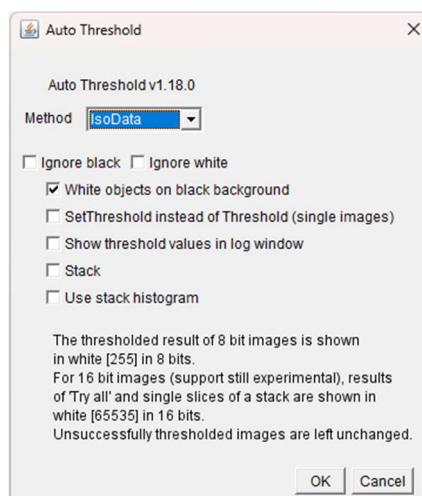 Auto Threshold
Auto Threshold v1.18.0
Method IsoData
Ignore black Ignore white
White objects on black background
SetThreshold instead of Threshold (single images)
Show threshold values in log window
Stack
Use stack histogram
The thresholded result of 8 bit images is shown
in white [255] in 8 bits.
For 16 bit images (support still experimental), results
of 'Try all' and single slices of a stack are shown in
white [65535] in 16 bits.
Unsuccessfully thresholded images are left unchanged.
OK Cancel